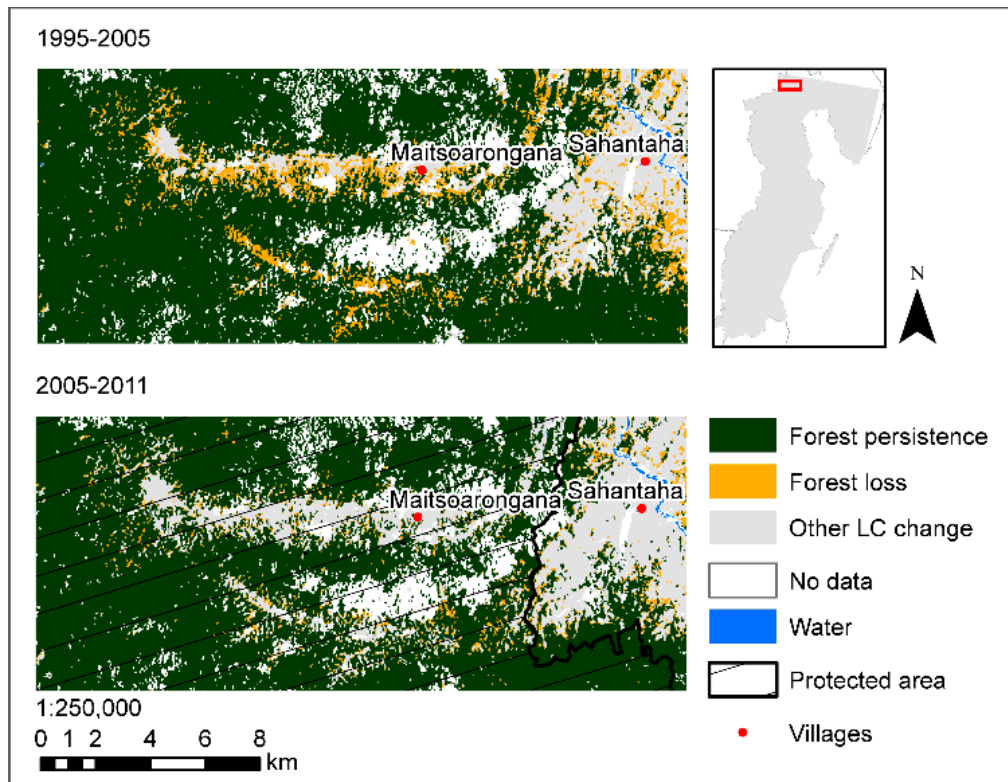 1995-2005
Maitsoarongana
Sahantaha
N
2005-2011
Maitsoarongana
Sahantaha
Forest persistence
Forest loss
Other LC change
No data
Water
Protected area
Villages
1:250,000
0 1 2 4 6 8
km